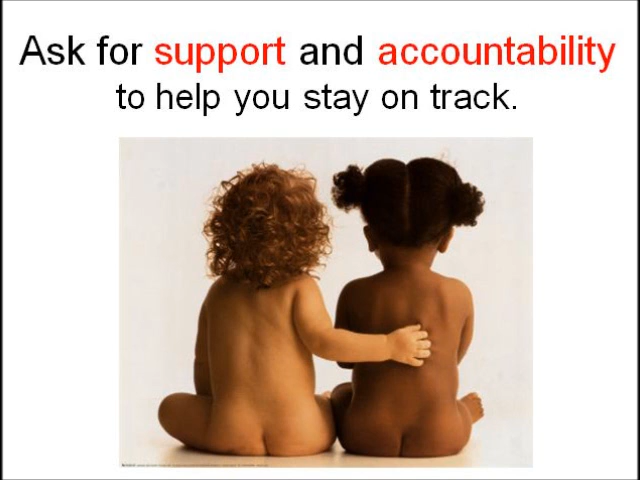 Ask for support and accountability
to help you stay on track.